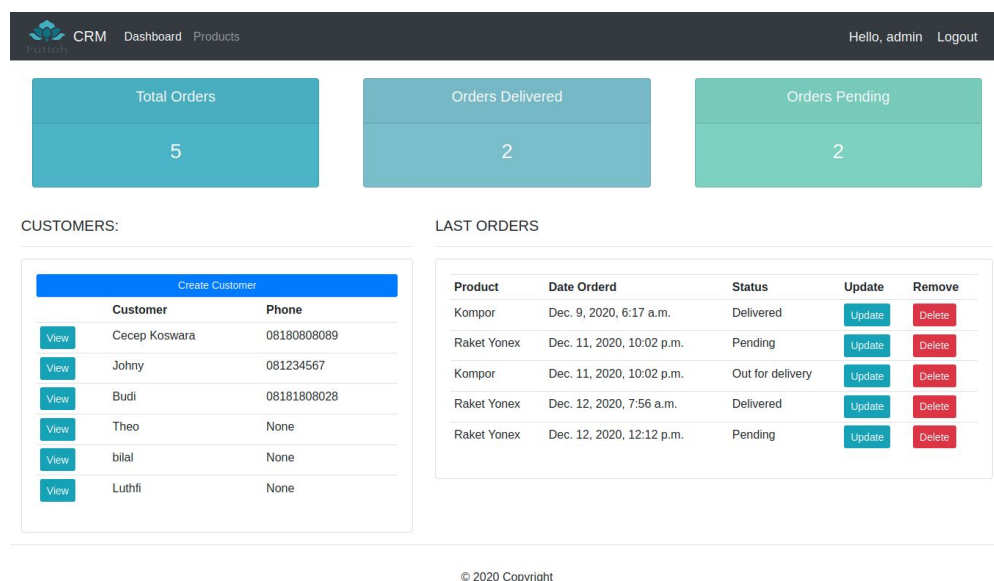 Fattah CRM Dashboard Products Hello, admin Logout
Total Orders
5
Orders Delivered
2
Orders Pending
2
CUSTOMERS:
Create Customer
Customer Phone
View Cecep Koswara 08180808089
View Johny 081234567
View Budi 08181808028
View Theo None
View bilal None
View Luthfi None
LAST ORDERS
Product Date Orderd Status Update Remove
Kompor Dec. 9, 2020, 6:17 a.m. Delivered Update Delete
Raket Yonex Dec. 11, 2020, 10:02 p.m. Pending Update Delete
Kompor Dec. 11, 2020, 10:02 p.m. Out for delivery Update Delete
Raket Yonex Dec. 12, 2020, 7:56 a.m. Delivered Update Delete
Raket Yonex Dec. 12, 2020, 12:12 p.m. Pending Update Delete
© 2020 Copyright